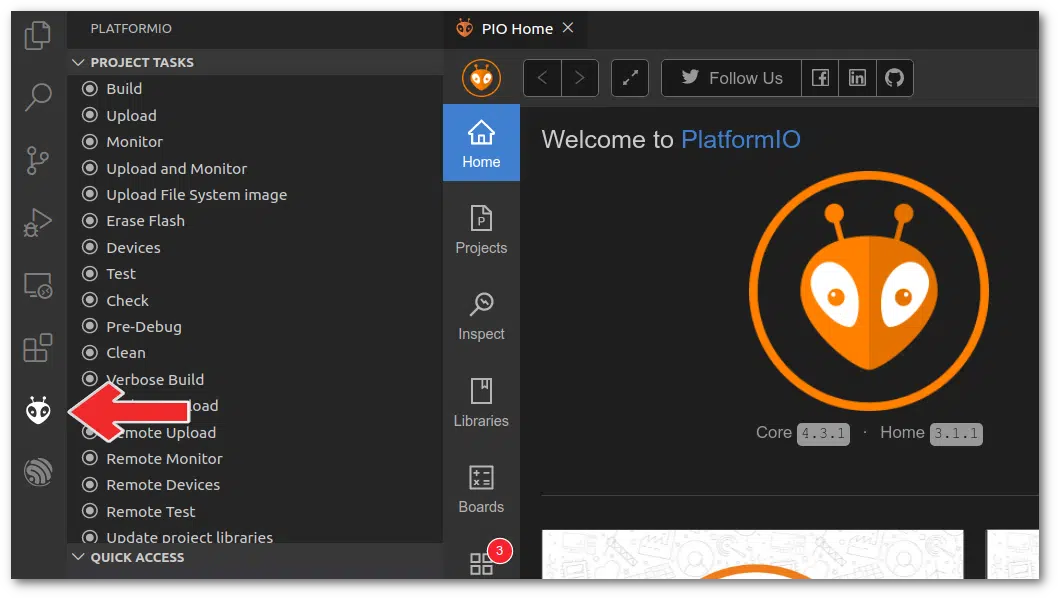 PLATFORMIO
PROJECT TASKS
Build
Upload
Monitor
Upload and Monitor
Upload File System image
Erase Flash
Devices
Test
Check
Pre-Debug
Clean
Verbose Build
Remote Upload
Remote Monitor
Remote Devices
Remote Test
Update project libraries
QUICK ACCESS
PIO Home
Follow Us
Home
Projects
P
Inspect
Libraries
Boards
3
Welcome to PlatformIO
Core 4.3.1 · Home 3.1.1